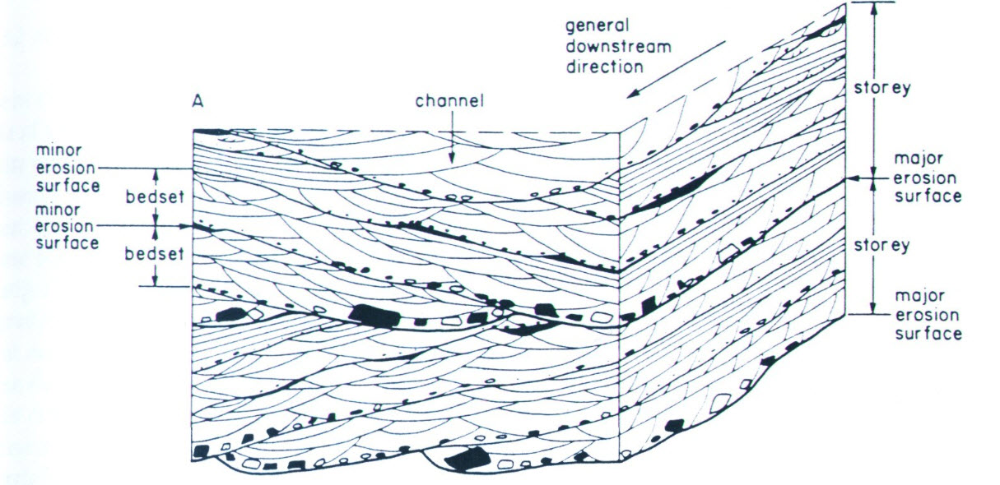 general
downstream
direction
A
channel
storey
minor
erosion
surface
bedset
major
erosion
surface
minor
erosion
surface
bedset
storey
major
erosion
surface